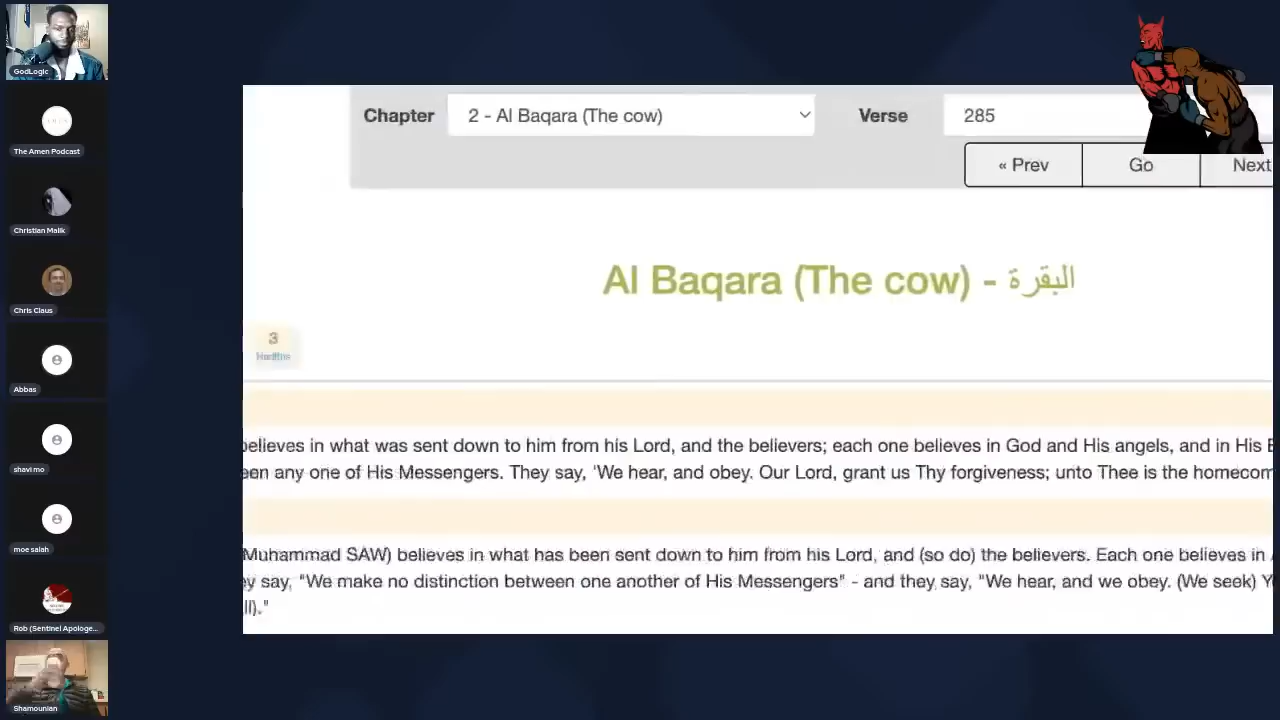 GodLogic
The Amen Podcast
Christian Malik
Chris Claus
Abbas
shavi mo
moe salah
Rob (Sentinel Apologe...
Shamounian
Chapter 2 - Al Baqara (The cow) Verse 285
« Prev Go Next
Al Baqara (The cow) - البقرة
3
Hadiths
believes in what was sent down to him from his Lord, and the believers; each one believes in God and His angels, and in His
any one of His Messengers. They say, 'We hear, and obey. Our Lord, grant us Thy forgiveness; unto Thee is the homecom
Muhammad SAW) believes in what has been sent down to him from his Lord, and (so do) the believers. Each one believes in
say, "We make no distinction between one another of His Messengers" - and they say, "We hear, and we obey. (We seek)
ll)."